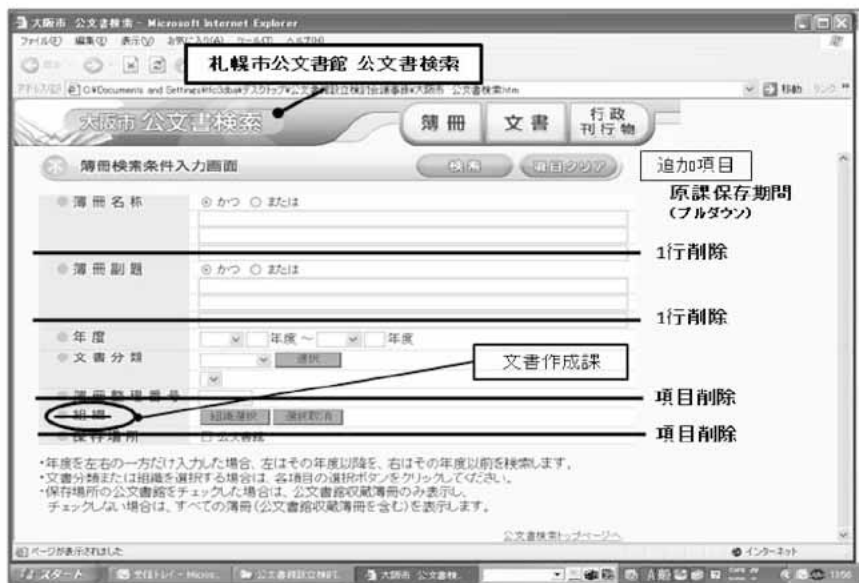 大阪市 公文書検索 - Microsoft Internet Explorer
ファイル(F) 編集(E) 表示(V) お気に入り(A) ツール(T) ヘルプ(H)
札幌市公文書館 公文書検索
移動
大阪市 公文書検索
簿冊
文書
行政刊行物
簿冊検索条件入力画面
検索
項目クリア
追加項目
原課保存期間
(プルダウン)
簿冊名称
かつ または
1行削除
簿冊副題
かつ または
1行削除
年度
年度 ~ 年度
文書分類
選択
文書作成課
簿冊整理番号
項目削除
組織
組織選択 選択取消
保存場所
公文書館
項目削除
・年度を左右の一方だけ入力した場合、左はその年度以降を、右はその年度以前を検索します。
・文書分類または組織を選択する場合は、各項目の選択ボタンをクリックしてください。
・保存場所の公文書館をチェックした場合は、公文書館収蔵簿冊のみ表示し、
チェックしない場合は、すべての簿冊(公文書館収蔵簿冊を含む)を表示します。
公文書検索トップページへ
ページが表示されました
インターネット
スタート
大阪市 公文書検